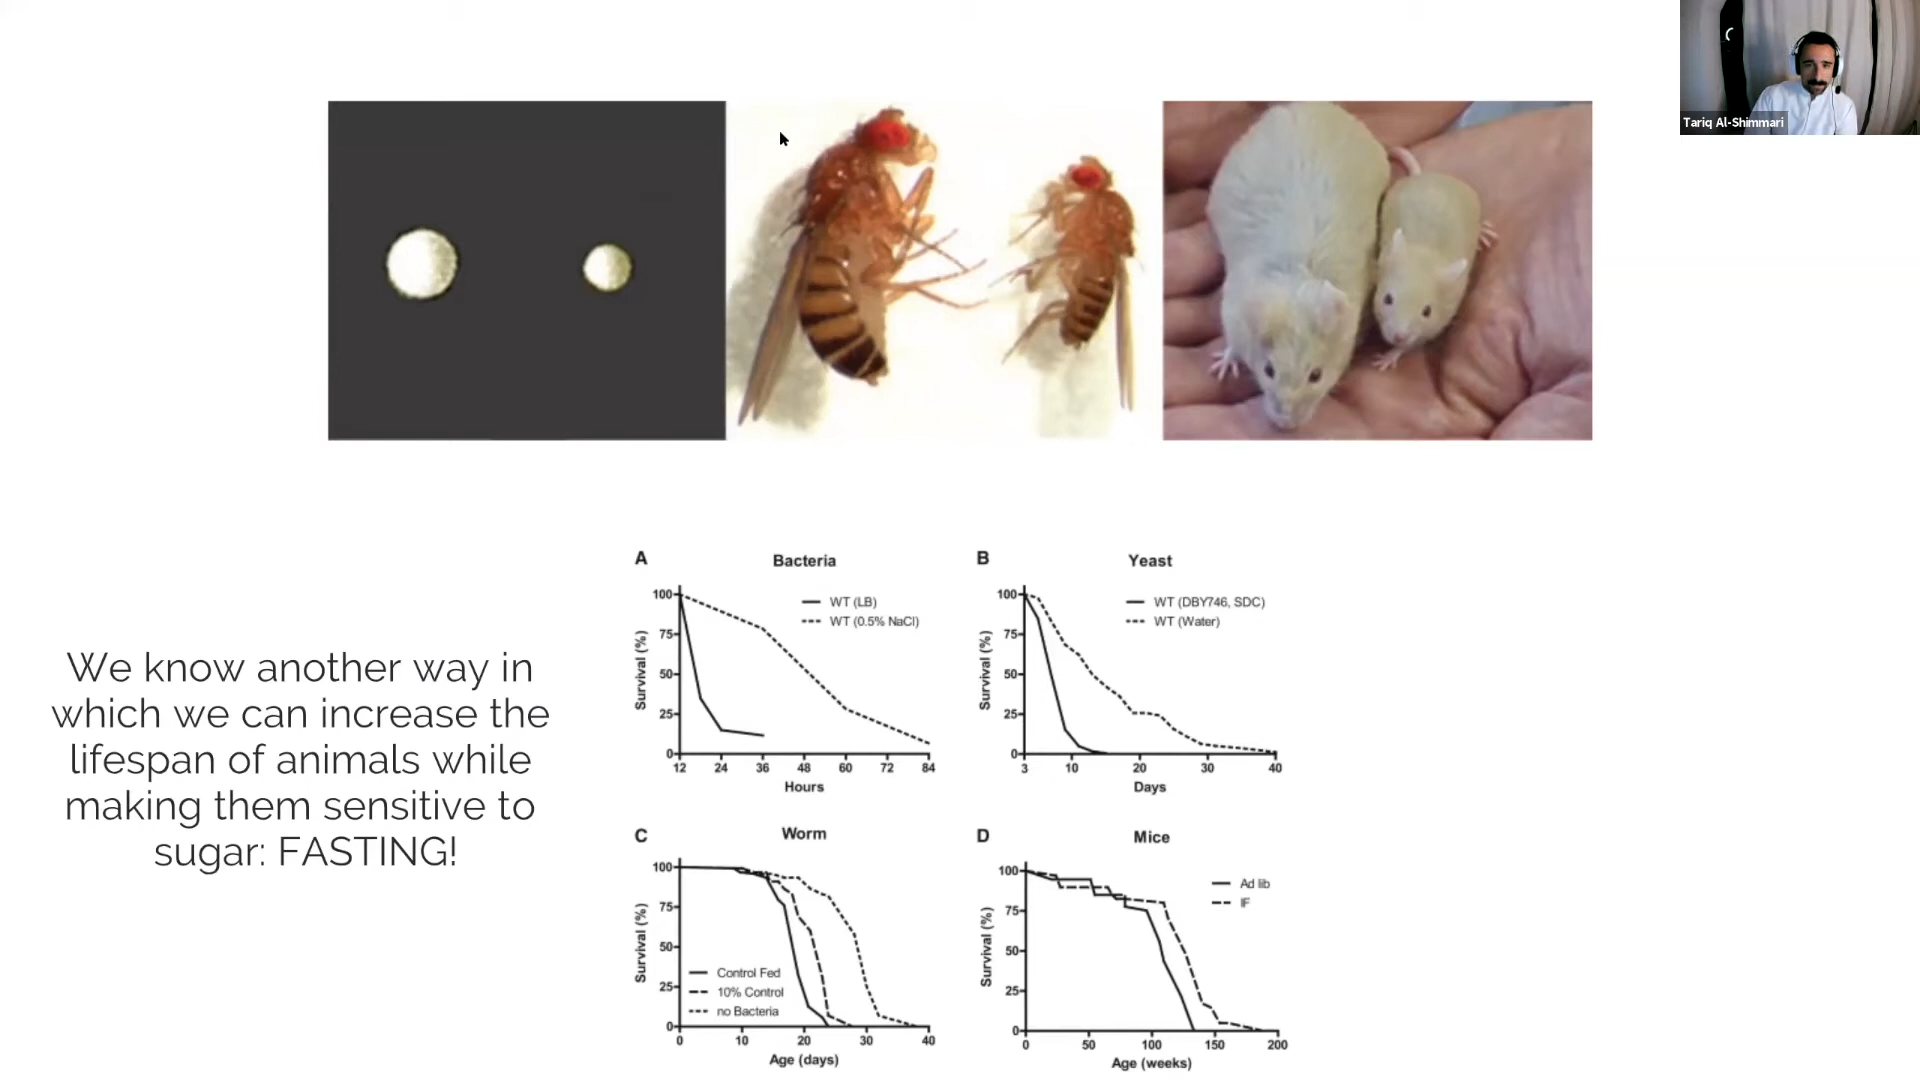 Tariq Al-Shimmari
We know another way in
which we can increase the
lifespan of animals while
making them sensitive to
sugar: FASTING!
A
Bacteria
WT (LB)
WT (0.5% NaCl)
Survival (%)
100
75
50
25
0
12 24 36 48 60 72 84
Hours
B
Yeast
WT (DBY746, SDC)
WT (Water)
Survival (%)
100
75
50
25
0
3 10 20 30 40
Days
C
Worm
Survival (%)
100
75
50
25
0
Control Fed
10% Control
no Bacteria
0 10 20 30 40
Age (days)
D
Mice
Ad lib
IF
Survival (%)
100
75
50
25
0
0 50 100 150 200
Age (weeks)